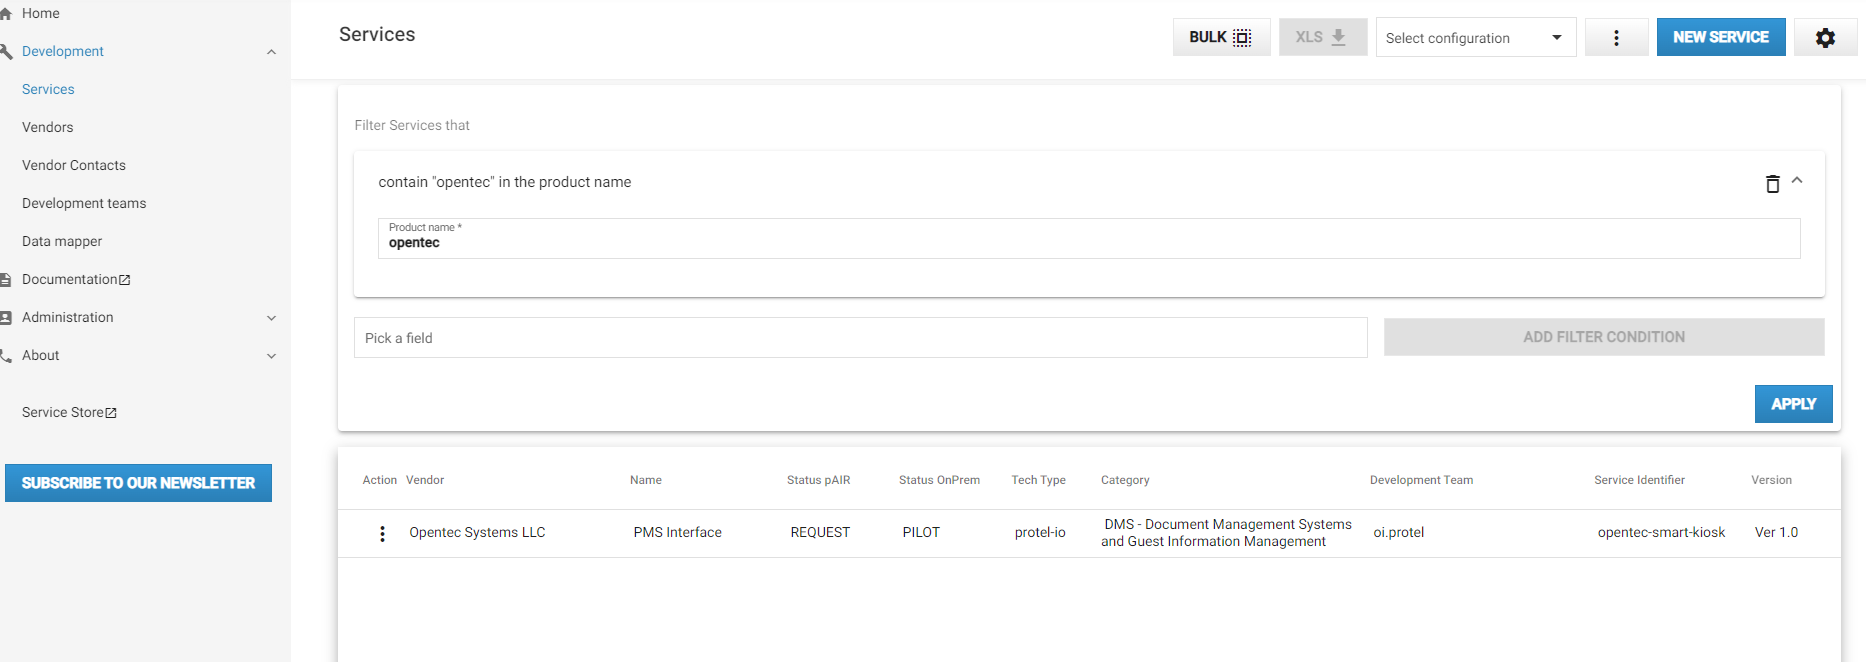 Home
Development
Services
Vendors
Vendor Contacts
Development teams
Data mapper
Documentation
Administration
About
Service Store
SUBSCRIBE TO OUR NEWSLETTER
Services
BULK
XLS
Select configuration
NEW SERVICE
Filter Services that
contain "opentec" in the product name
Product name *
opentec
Pick a field
ADD FILTER CONDITION
APPLY
Action Vendor Name Status pAIR Status OnPrem Tech Type Category Development Team Service Identifier Version
Opentec Systems LLC PMS Interface REQUEST PILOT protel-io DMS - Document Management Systems oi.protel opentec-smart-kiosk Ver 1.0
and Guest Information Management